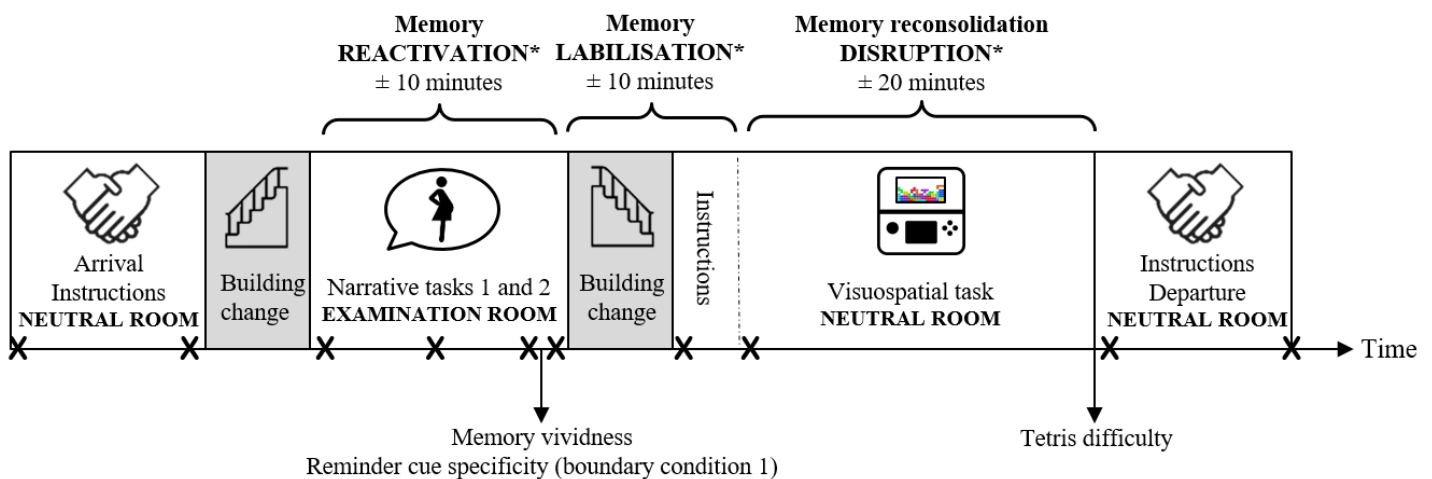 Memory
REACTIVATION*
± 10 minutes
Memory
LABILISATION*
± 10 minutes
Memory reconsolidation
DISRUPTION*
± 20 minutes
Arrival
Instructions
NEUTRAL ROOM
Building
change
Narrative tasks 1 and 2
EXAMINATION ROOM
Building
change
Instructions
Visuospatial task
NEUTRAL ROOM
Instructions
Departure
NEUTRAL ROOM
Time
Memory vividness
Reminder cue specificity (boundary condition 1)
Tetris difficulty